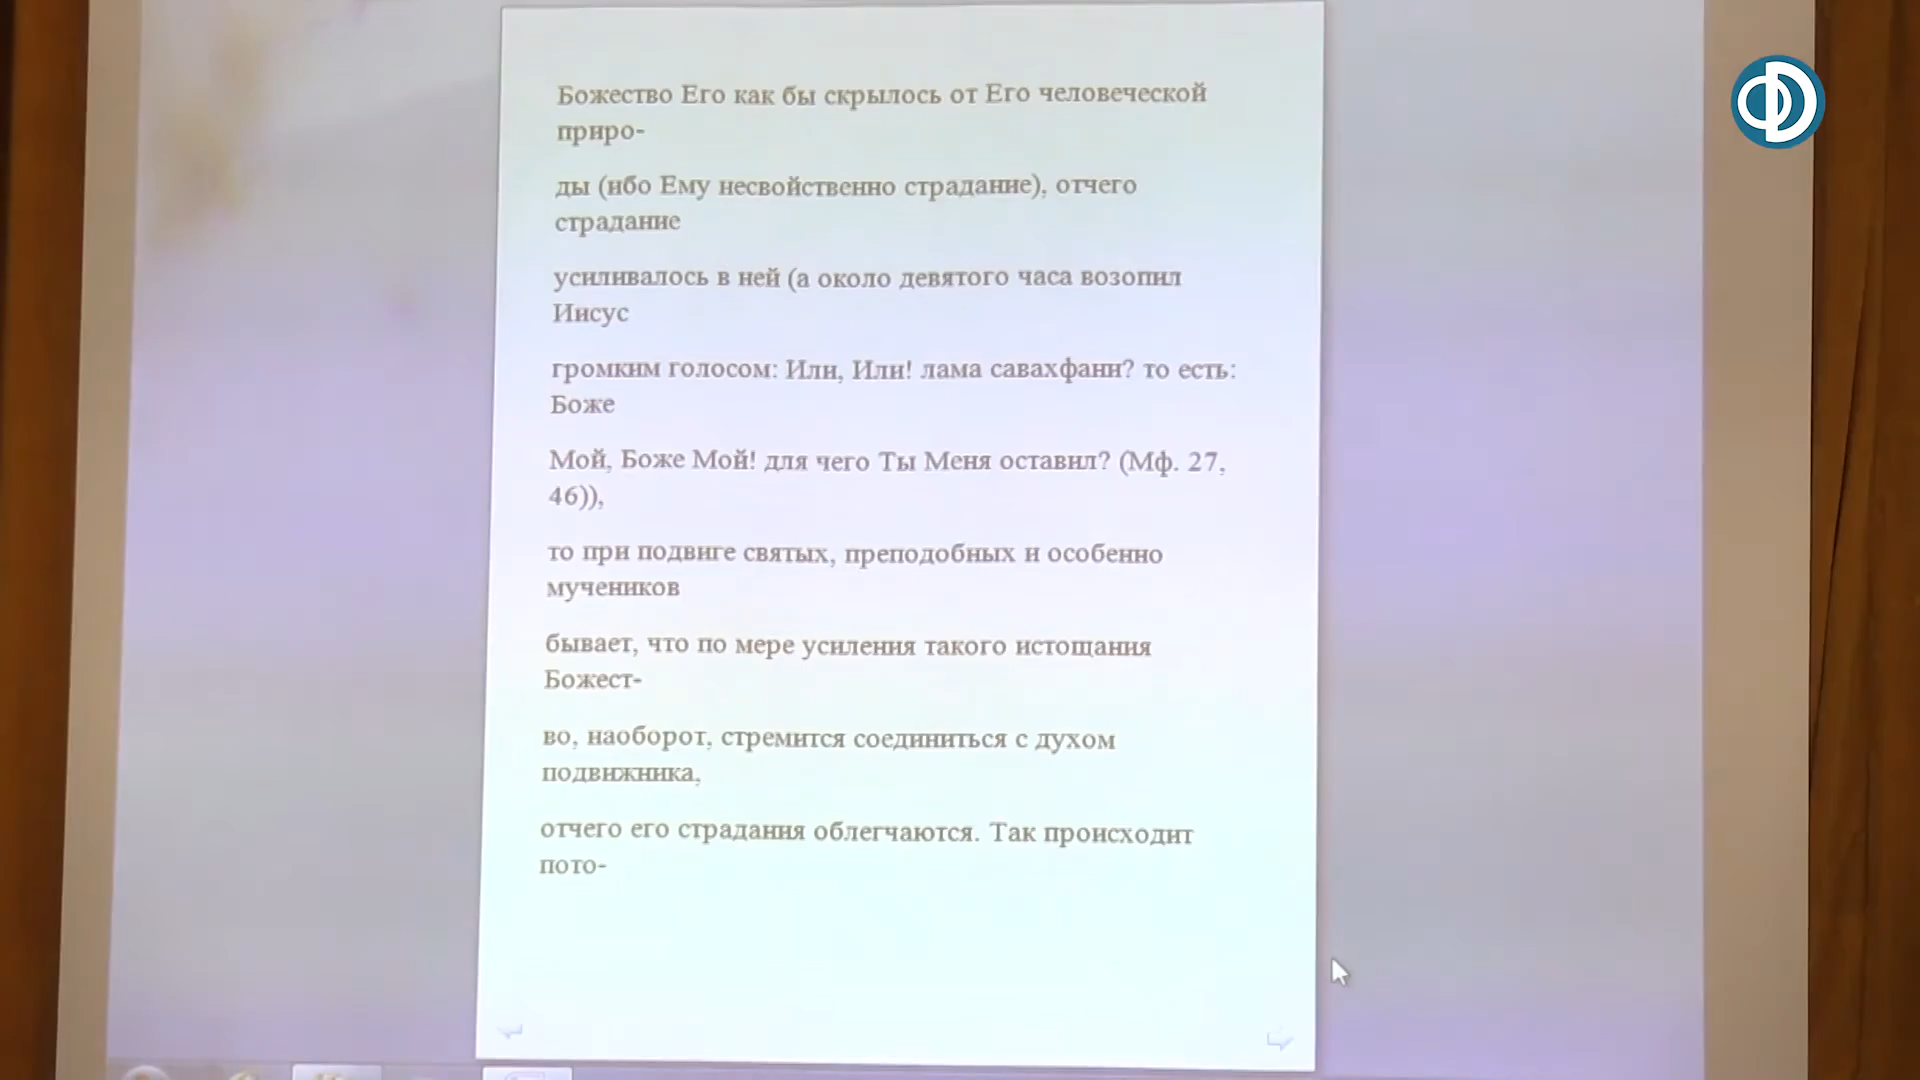 Божество Его как бы скрылось от Его человеческой
приро-
ды (ибо Ему несвойственно страдание), отчего
страдание
усиливалось в ней (а около девятого часа возопил
Иисус
громким голосом: Или, Или! лама савахфани? то есть:
Боже
Мой, Боже Мой! для чего Ты Меня оставил? (Мф. 27,
46)),
то при подвиге святых, преподобных и особенно
мучеников
бывает, что по мере усиления такого истощания
Божест-
во, наоборот, стремится соединиться с духом
подвижника,
отчего его страдания облегчаются. Так происходит
пото-